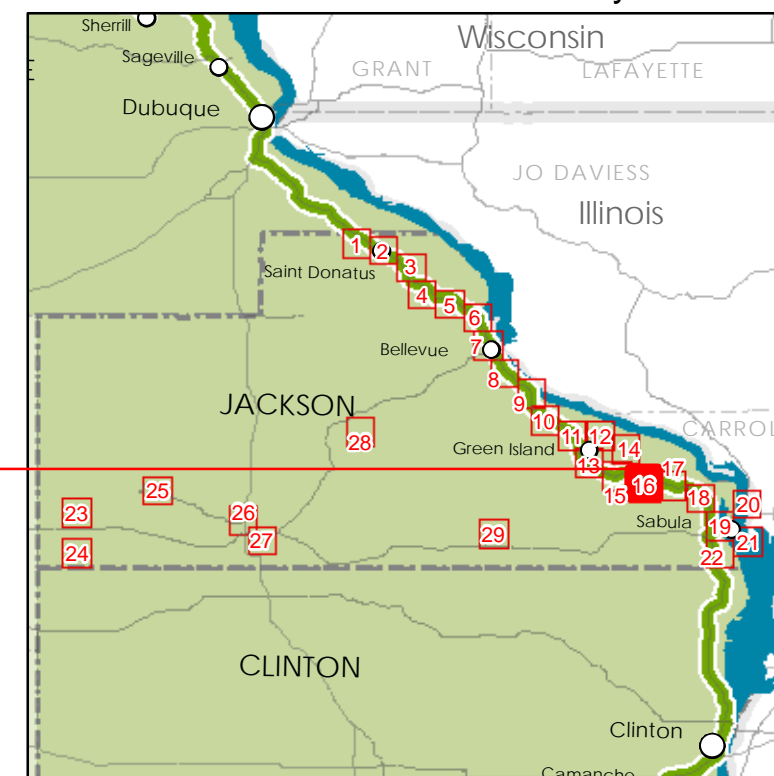 Sherrill
Wisconsin
Sageville
GRANT
LAFAYETTE
Dubuque
JO DAVIESS
Illinois
1
2
3
Saint Donatus
4
5
6
7
Bellevue
8
9
JACKSON
10
11
12
CARROL
28
Green Island
14
13
17
16
15
25
18
20
23
26
Sabula
19
29
27
21
24
22
CLINTON
Clinton
Camanche